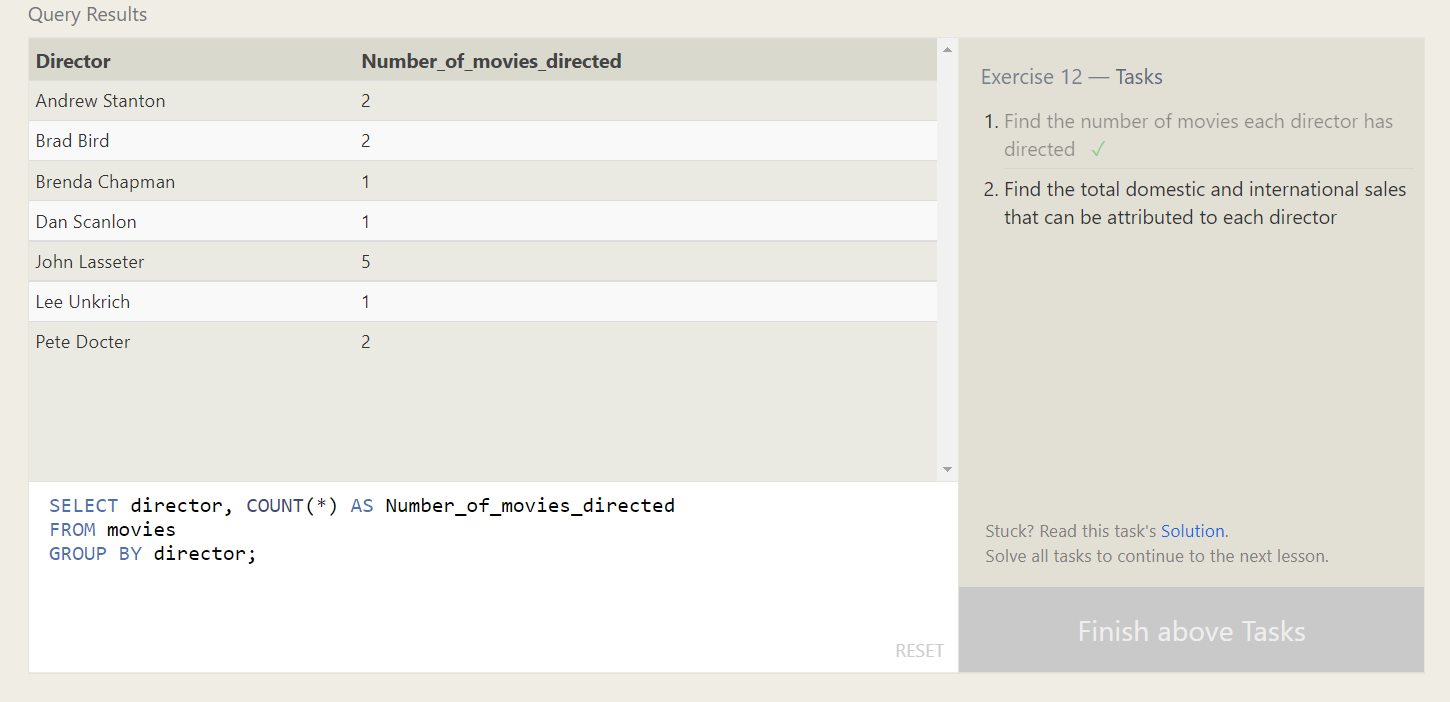 Query Results
Director Number_of_movies_directed
Andrew Stanton 2
Brad Bird 2
Brenda Chapman 1
Dan Scanlon 1
John Lasseter 5
Lee Unkrich 1
Pete Docter 2
SELECT director, COUNT(*) AS Number_of_movies_directed
FROM movies
GROUP BY director;
RESET
Exercise 12 — Tasks
1. Find the number of movies each director has
directed ✓
2. Find the total domestic and international sales
that can be attributed to each director
Stuck? Read this task's Solution.
Solve all tasks to continue to the next lesson.
Finish above Tasks